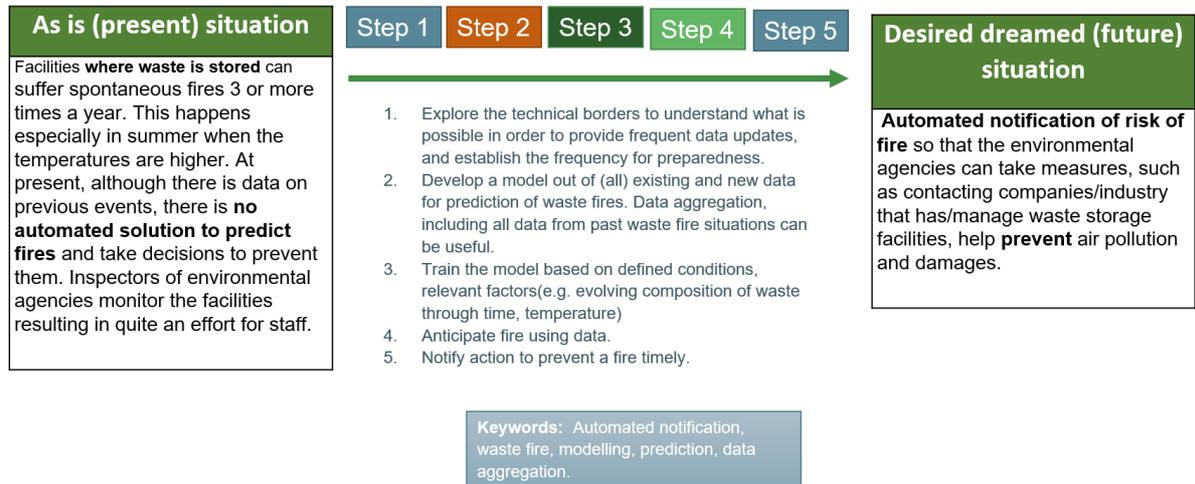 As is (present) situation
Facilities where waste is stored can
suffer spontaneous fires 3 or more
times a year. This happens
especially in summer when the
temperatures are higher. At
present, although there is data on
previous events, there is no
automated solution to predict
fires and take decisions to prevent
them. Inspectors of environmental
agencies monitor the facilities
resulting in quite an effort for staff.
Step 1
Step 2
Step 3
Step 4
Step 5
1. Explore the technical borders to understand what is
possible in order to provide frequent data updates,
and establish the frequency for preparedness.
2. Develop a model out of (all) existing and new data
for prediction of waste fires. Data aggregation,
including all data from past waste fire situations can
be useful.
3. Train the model based on defined conditions,
relevant factors(e.g. evolving composition of waste
through time, temperature)
4. Anticipate fire using data.
5. Notify action to prevent a fire timely.
Keywords: Automated notification,
waste fire, modelling, prediction, data
aggregation.
Desired dreamed (future)
situation
Automated notification of risk of
fire so that the environmental
agencies can take measures, such
as contacting companies/industry
that has/manage waste storage
facilities, help prevent air pollution
and damages.